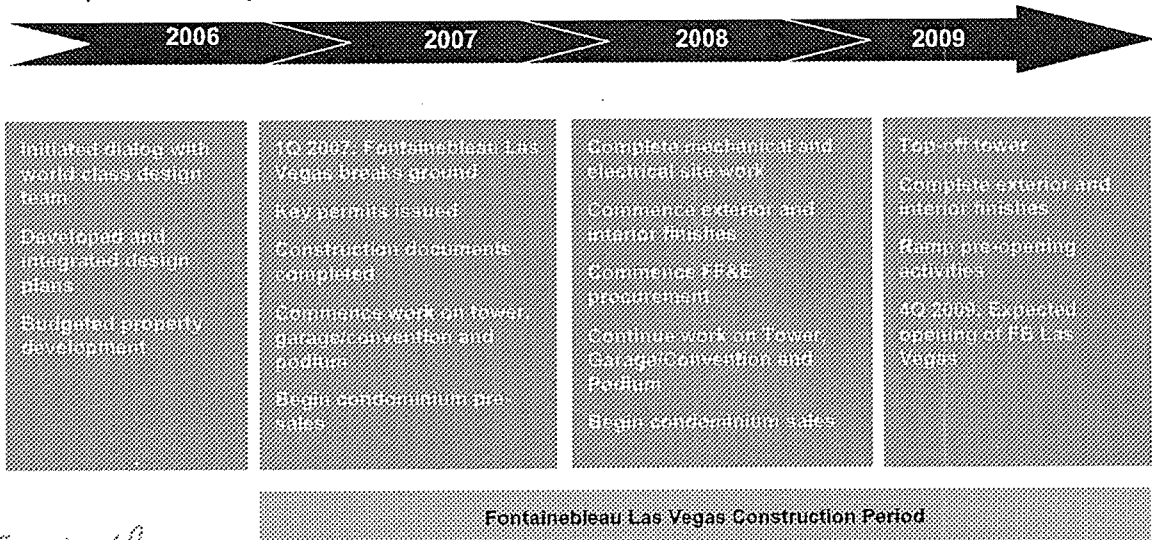 2006
2007
2008
2009
Initiated dialog with
world class design
team
Developed and
integrated design
plans
Budgeted property
development
1Q 2007: Fontainebleau Las
Vegas breaks ground
Key permits issued
Construction documents
completed
Commence work on Tower,
garage/convention and
podium
Begin condominium pre-
sales
Complete mechanical and
electrical site work
Commence exterior and
interior finishes
Commence FF&E
procurement
Continue work on Tower,
Garage/Convention and
Podium
Begin condominium sales
Top-off tower
Complete exterior and
interior finishes
Ramp pre-opening
activities
4Q 2009: Expected
opening of FB Las
Vegas
Fontainebleau Las Vegas Construction Period